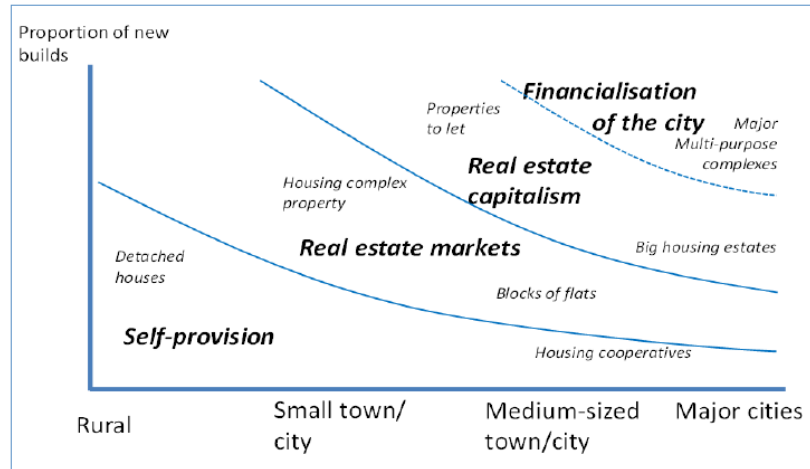 Proportion of new
builds
Financialisation
of the city
Properties
to let
Major
Multi-purpose
complexes
Real estate
capitalism
Housing complex
property
Real estate markets
Big housing estates
Detached
houses
Blocks of flats
Self-provision
Housing cooperatives
Rural
Small town/
city
Medium-sized
town/city
Major cities